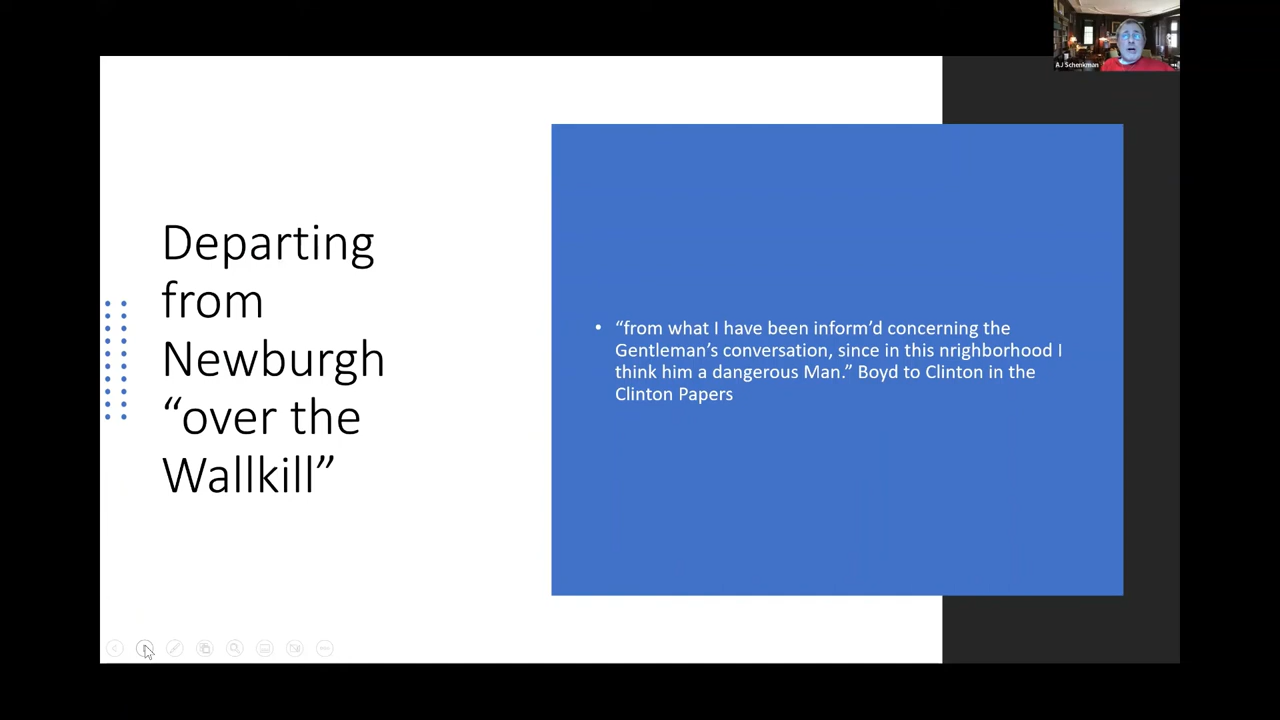 A.J Schenkman
Departing
from
Newburgh
“over the
Wallkill”
• “from what I have been inform’d concerning the
Gentleman’s conversation, since in this nrighborhood I
think him a dangerous Man.” Boyd to Clinton in the
Clinton Papers